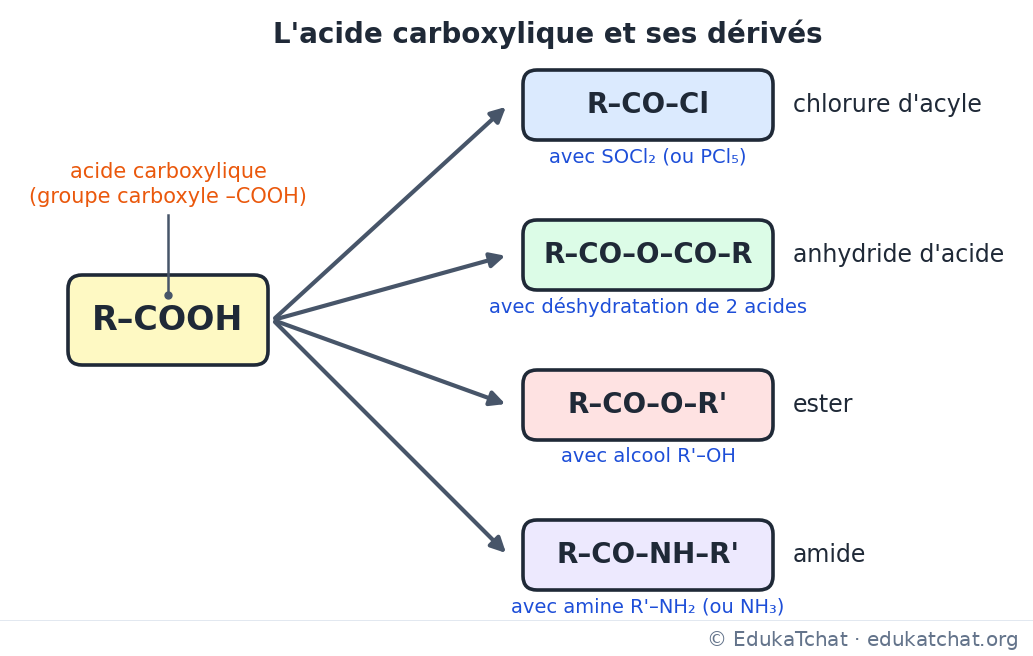 L'acide carboxylique et ses dérivés
R–CO–Cl
chlorure d'acyle
avec SOCl₂ (ou PCl₅)
acide carboxylique
(groupe carboxyle –COOH)
R–CO–O–CO–R
anhydride d'acide
avec déshydratation de 2 acides
R–COOH
R–CO–O–R'
ester
avec alcool R'–OH
R–CO–NH–R'
amide
avec amine R'–NH₂ (ou NH₃)
© EdukaTchat · edukatchat.org